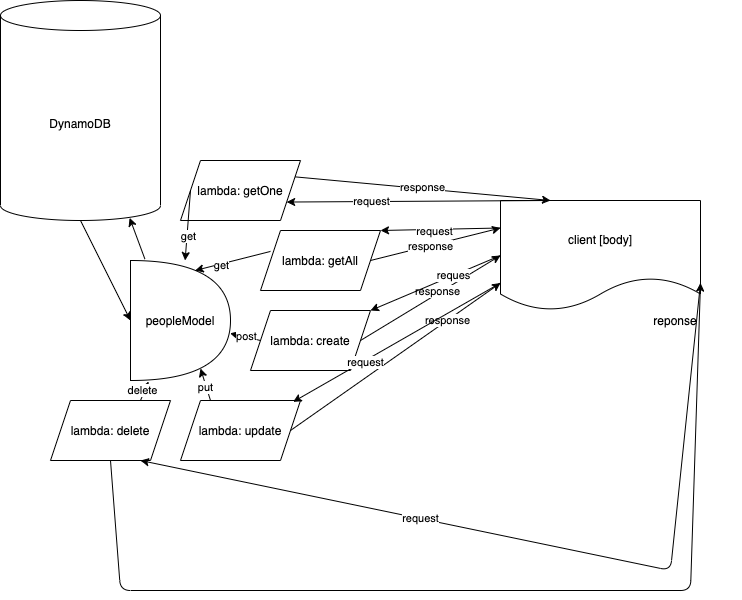 DynamoDB
lambda: getOne
response
request
get
client [body]
request
response
lambda: getAll
get
reques
response
peopleModel
post
lambda: create
response
reponse
request
delete
put
lambda: delete
lambda: update
request